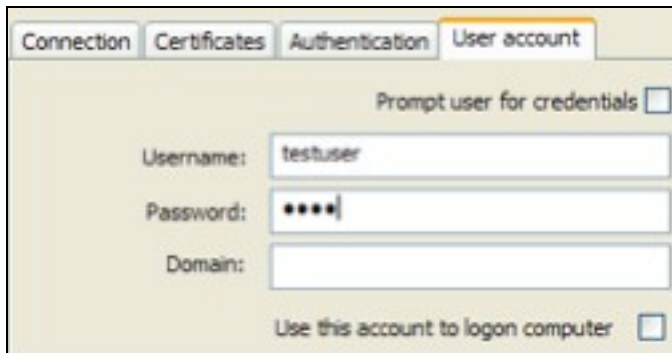 Connection Certificates Authentication User account
Prompt user for credentials
Username: testuser
Password: ••••
Domain:
Use this account to logon computer